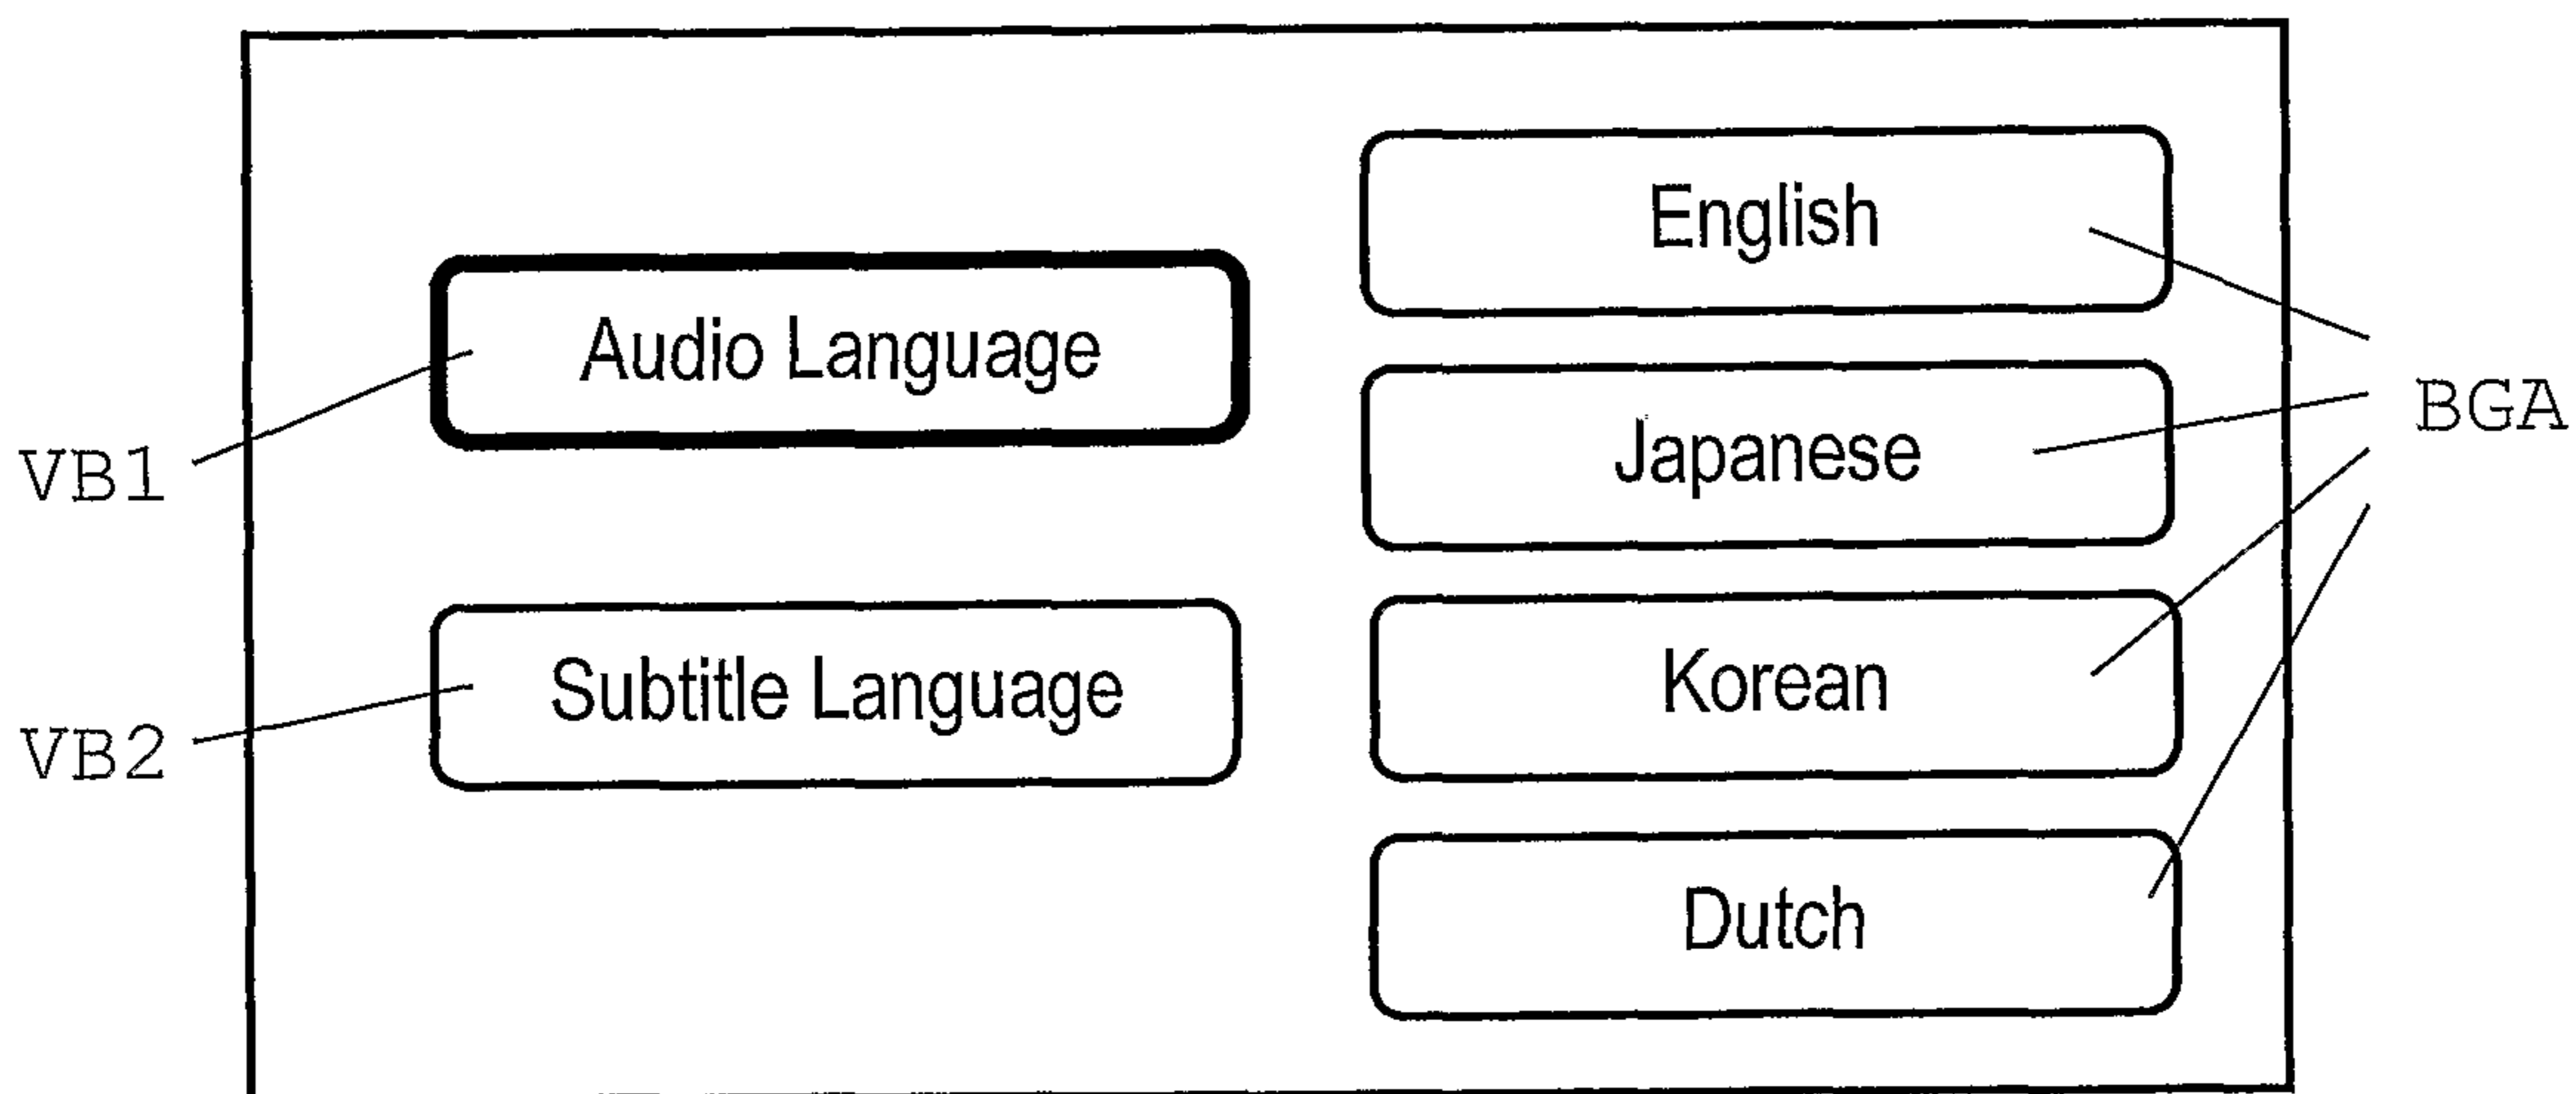 English
Audio Language
Japanese
BGA
VB1
Subtitle Language
Korean
VB2
Dutch